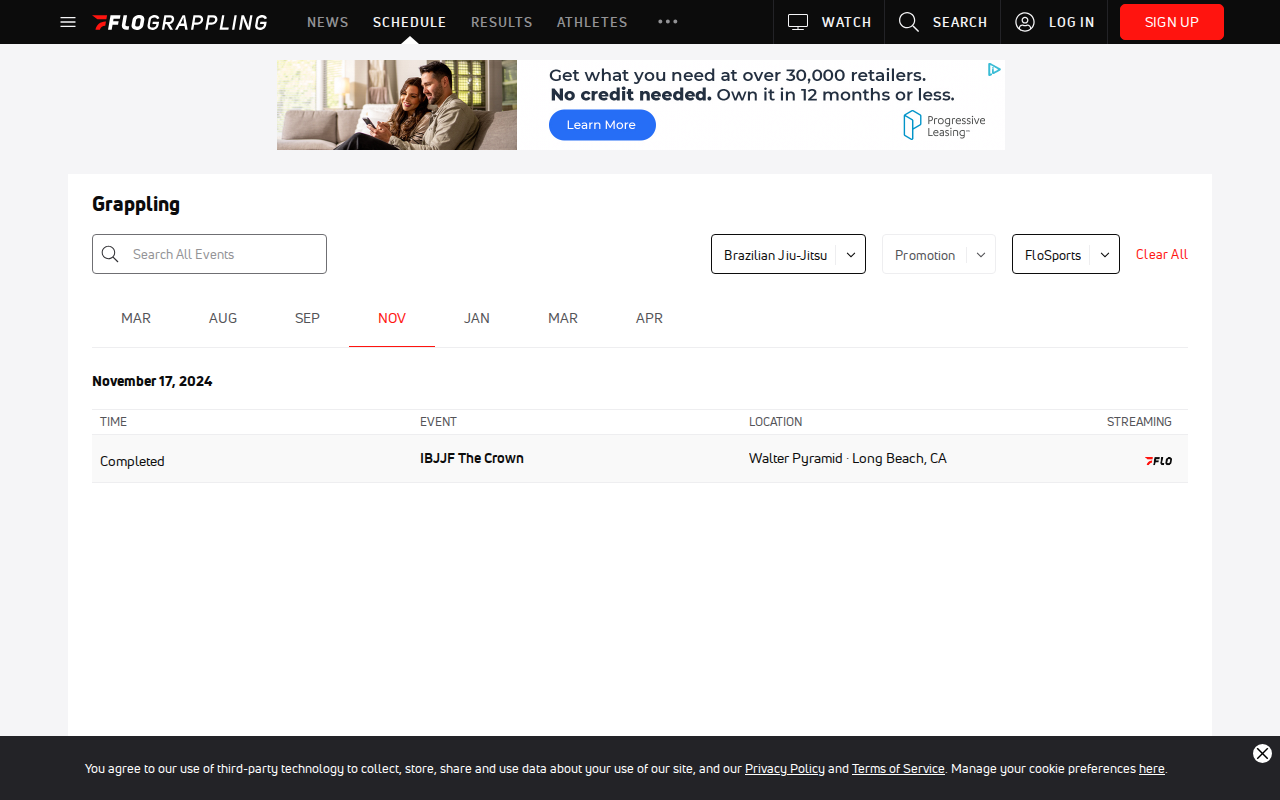 FLOGRAPPLING
NEWS
SCHEDULE
RESULTS
ATHLETES
WATCH
SEARCH
LOG IN
SIGN UP
Get what you need at over 30,000 retailers.
No credit needed. Own it in 12 months or less.
Learn More
Progressive
Leasing
Grappling
Search All Events
Brazilian Jiu-Jitsu
Promotion
FloSports
Clear All
MAR
AUG
SEP
NOV
JAN
MAR
APR
November 17, 2024
TIME
EVENT
LOCATION
STREAMING
Completed
IBJJF The Crown
Walter Pyramid · Long Beach, CA
FLO
You agree to our use of third-party technology to collect, store, share and use data about your use of our site, and our Privacy Policy and Terms of Service. Manage your cookie preferences here.